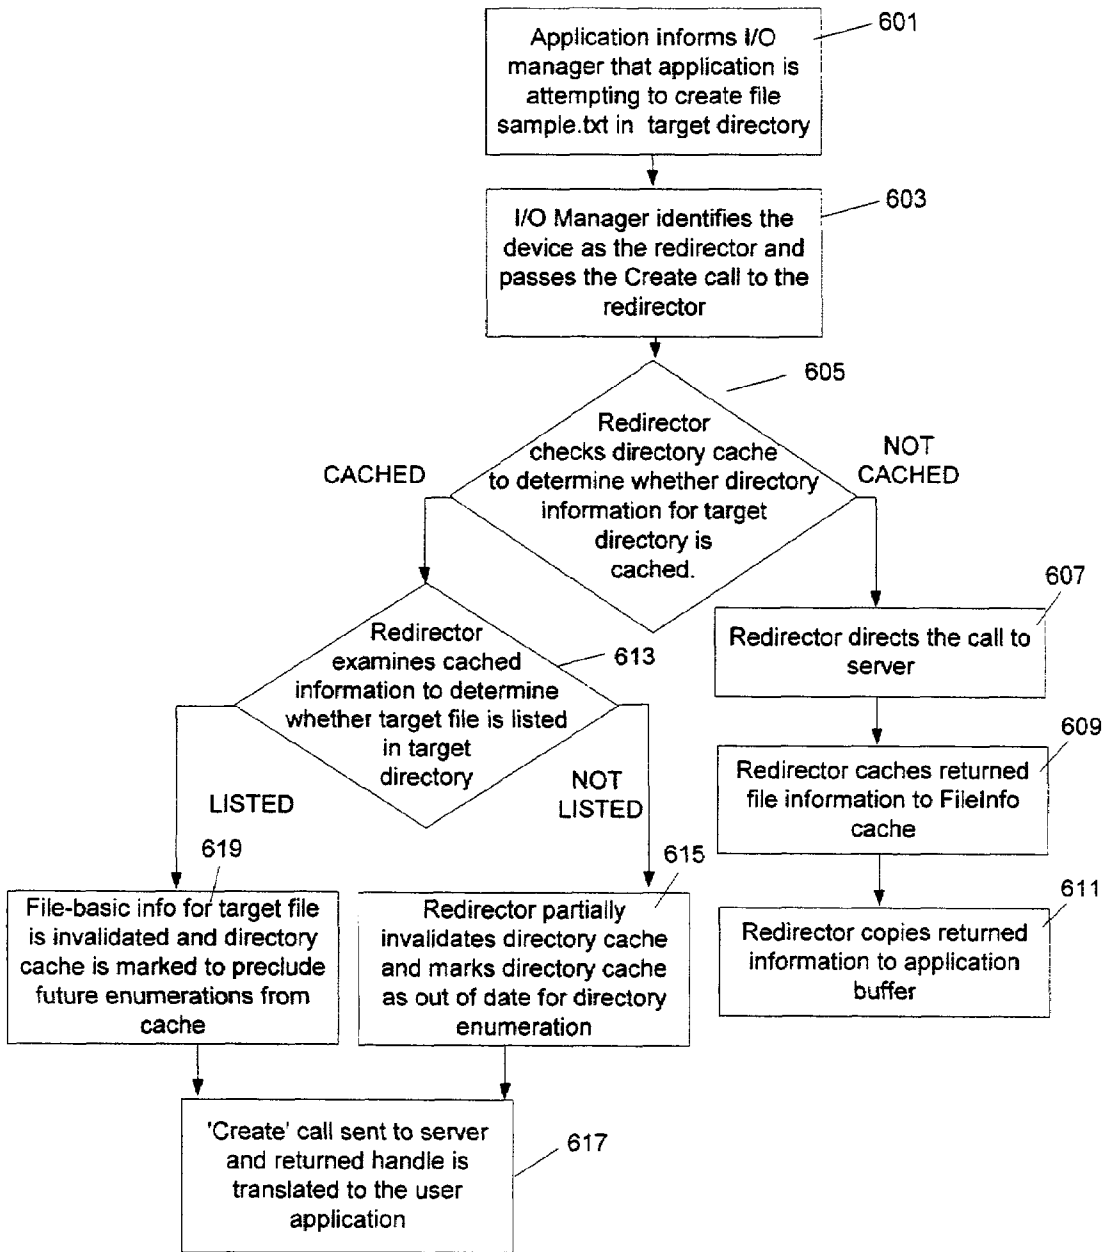 Application informs I/O
manager that application is
attempting to create file
sample.txt in target directory
601
I/O Manager identifies the
device as the redirector and
passes the Create call to the
redirector
603
605
Redirector
checks directory cache
to determine whether directory
information for target
directory is
cached.
CACHED
NOT
CACHED
607
Redirector directs the call to
server
Redirector
examines cached
information to determine
whether target file is listed
in target
directory
613
609
Redirector caches returned
file information to FileInfo
cache
LISTED
NOT
LISTED
619
File-basic info for target file
is invalidated and directory
cache is marked to preclude
future enumerations from
cache
615
Redirector partially
invalidates directory cache
and marks directory cache
as out of date for directory
enumeration
611
Redirector copies returned
information to application
buffer
'Create' call sent to server
and returned handle is
translated to the user
application
617